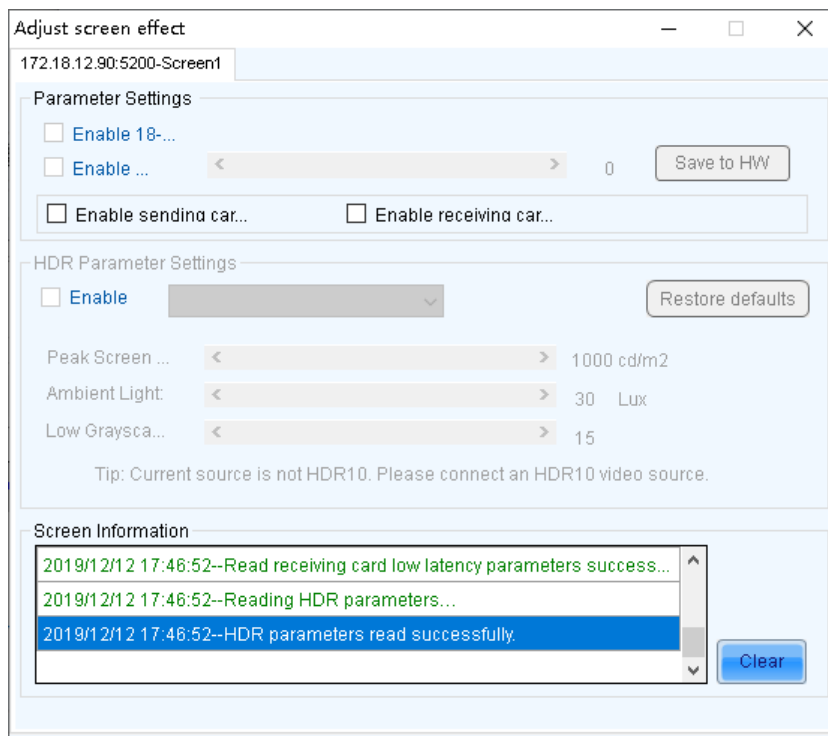 Adjust screen effect
172.18.12.90:5200-Screen1
Parameter Settings
Enable 18-...
Enable ... 0 Save to HW
Enable sending car... Enable receiving car...
HDR Parameter Settings
Enable Restore defaults
Peak Screen ... 1000 cd/m2
Ambient Light: 30 Lux
Low Graysca... 15
Tip: Current source is not HDR10. Please connect an HDR10 video source.
Screen Information
2019/12/12 17:46:52--Read receiving card low latency parameters success...
2019/12/12 17:46:52--Reading HDR parameters...
2019/12/12 17:46:52--HDR parameters read successfully.
Clear